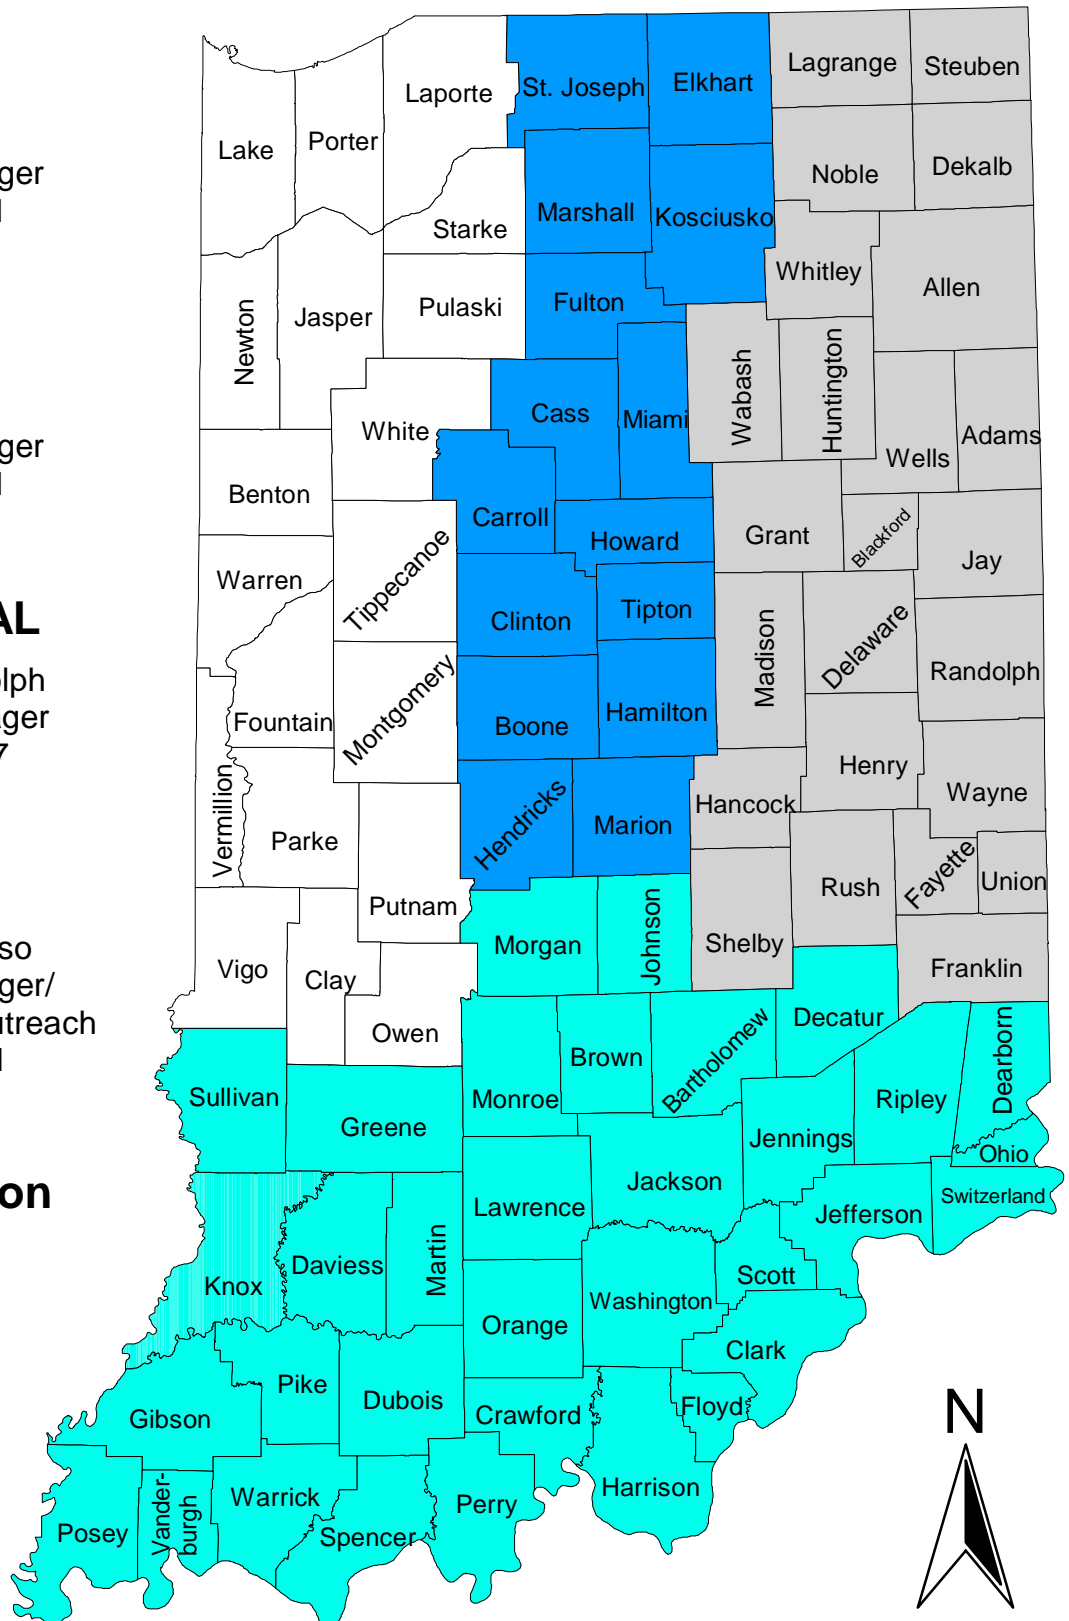 Lagrange
Steuben
St. Joseph
Elkhart
Laporte
Porter
Lake
ger
Noble
Dekalb
Marshall
Kosciusko
Starke
Whitley
Allen
Fulton
Pulaski
Jasper
Newton
Wabash
Huntington
Cass
Miami
White
Adams
ger
Wells
Benton
Carroll
Howard
Grant
Blackford
Jay
Tippecanoe
Warren
Clinton
Tipton
AL
Madison
Delaware
Randolph
lph
ager
7
Fountain
Montgomery
Boone
Hamilton
Henry
Wayne
Vermillion
Hendricks
Marion
Hancock
Parke
Fayette
Union
Rush
Putnam
Morgan
Johnson
Shelby
so
ger/
utreach
Vigo
Clay
Franklin
Owen
Decatur
Dearborn
Brown
Bartholomew
Sullivan
Monroe
Ripley
Greene
Jennings
Ohio
on
Jackson
Switzerland
Lawrence
Jefferson
Daviess
Martin
Knox
Scott
Washington
Orange
Clark
Pike
Dubois
Crawford
Floyd
Gibson
N
Harrison
Warrick
Perry
Posey
Vander-
burgh
Spencer